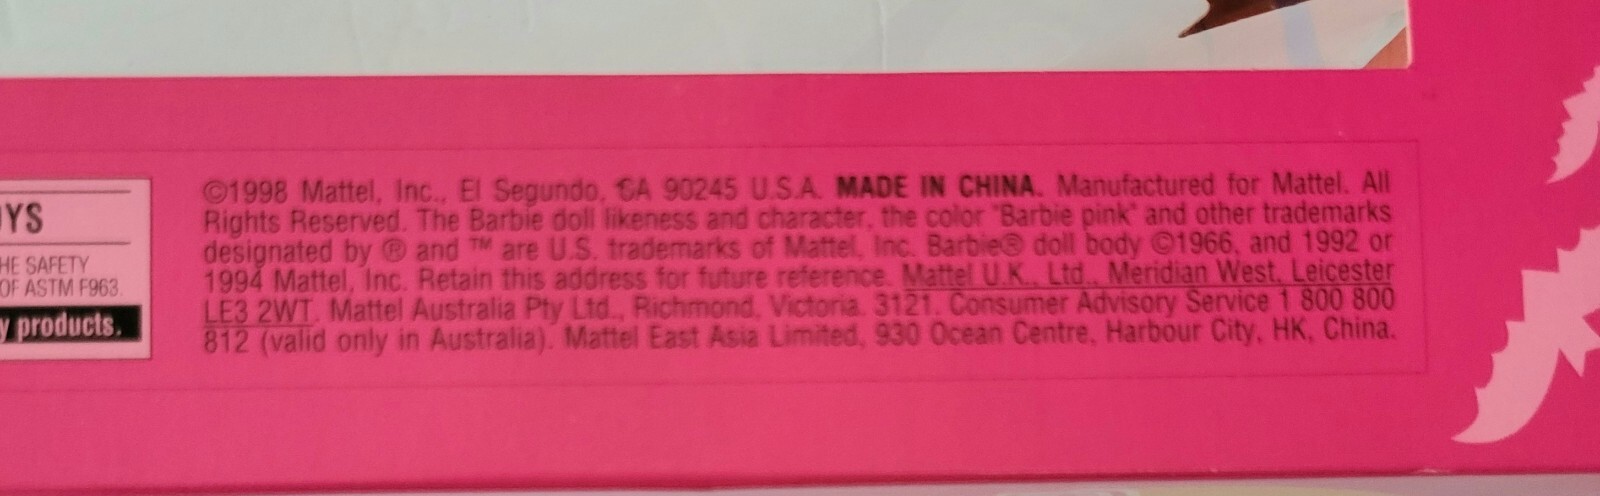 OYS
HE SAFETY
OF ASTM F963.
y products.
©1998 Mattel, Inc., El Segundo, CA 90245 U.S.A. MADE IN CHINA. Manufactured for Mattel. All
Rights Reserved. The Barbie doll likeness and character, the color "Barbie pink" and other trademarks
designated by ® and ™ are U.S. trademarks of Mattel, Inc. Barbie® doll body ©1966, and 1992 or
1994 Mattel, Inc. Retain this address for future reference. Mattel U.K., Ltd., Meridian West, Leicester
LE3 2WT. Mattel Australia Pty Ltd., Richmond, Victoria. 3121. Consumer Advisory Service 1 800 800
812 (valid only in Australia). Mattel East Asia Limited, 930 Ocean Centre, Harbour City, HK, China.